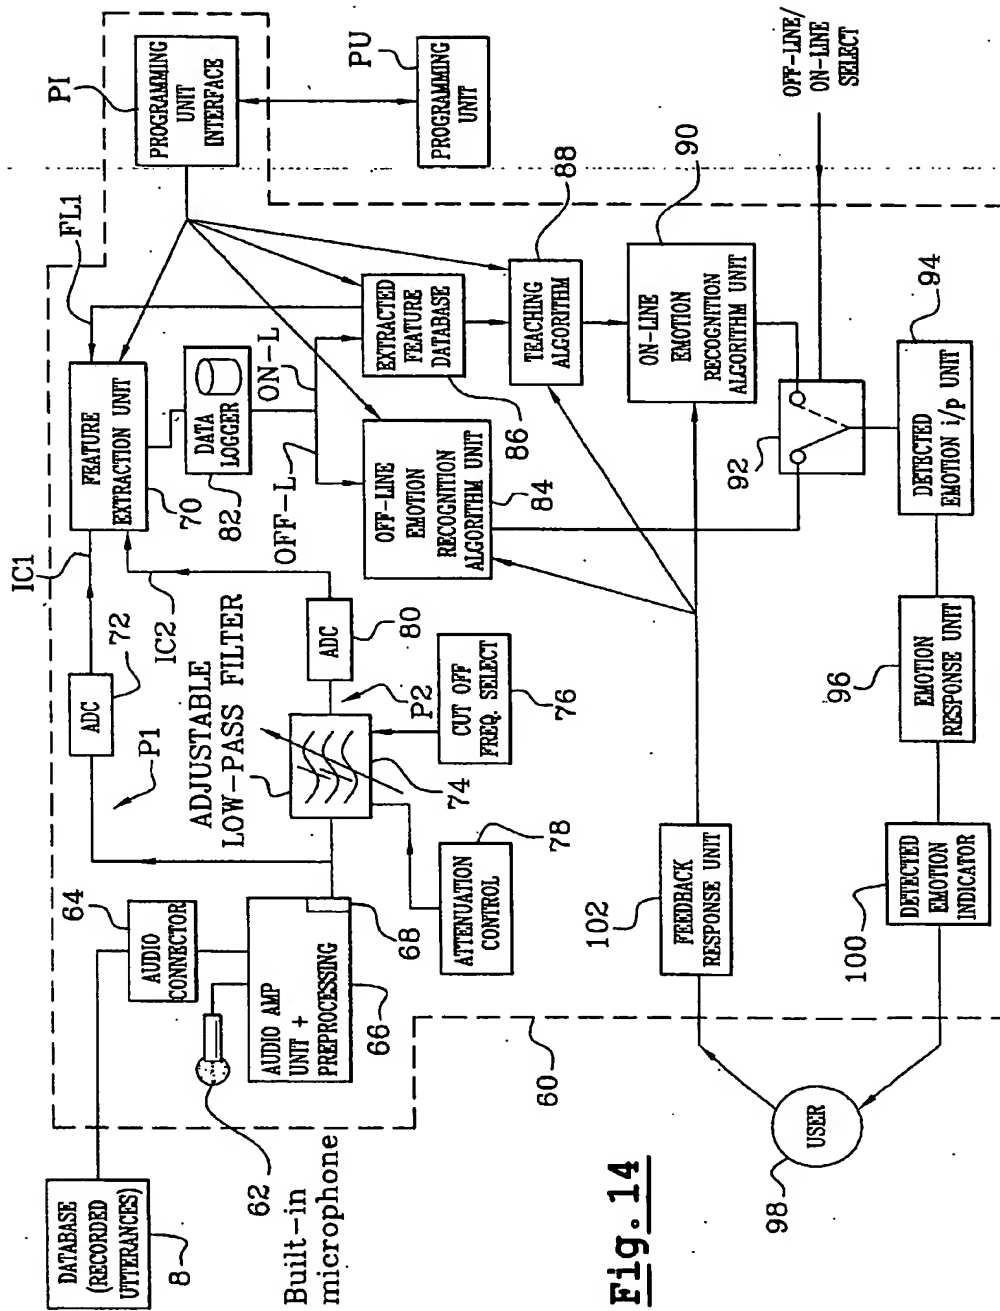 DATABASE
(RECORDED
UTTERANCES)
8
Built-in
microphone
62
AUDIO
CONNECTOR
64
AUDIO AMP
UNIT +
PREPROCESSING
66
68
P1
ADC
72
IC1
IC2
ADJUSTABLE
LOW-PASS FILTER
74
P2
ATTENUATION
CONTROL
78
CUT OFF
FREQ. SELECT
76
ADC
80
FEATURE
EXTRACTION UNIT
70
FL1
DATA
LOGGER
82
ON-L
OFF-L
PROGRAMMING
UNIT
INTERFACE
PI
PROGRAMMING
UNIT
PU
OFF-LINE
EMOTION
RECOGNITION
ALGORITHM UNIT
84
EXTRACTED
FEATURE
DATABASE
86
TEACHING
ALGORITHM
88
ON-LINE
EMOTION
RECOGNITION
ALGORITHM UNIT
90
92
OFF-LINE/
ON-LINE
SELECT
DETECTED
EMOTION i/p UNIT
94
EMOTION
RESPONSE UNIT
96
DETECTED
EMOTION
INDICATOR
100
FEEDBACK
RESPONSE UNIT
102
USER
98
60
Fig. 14